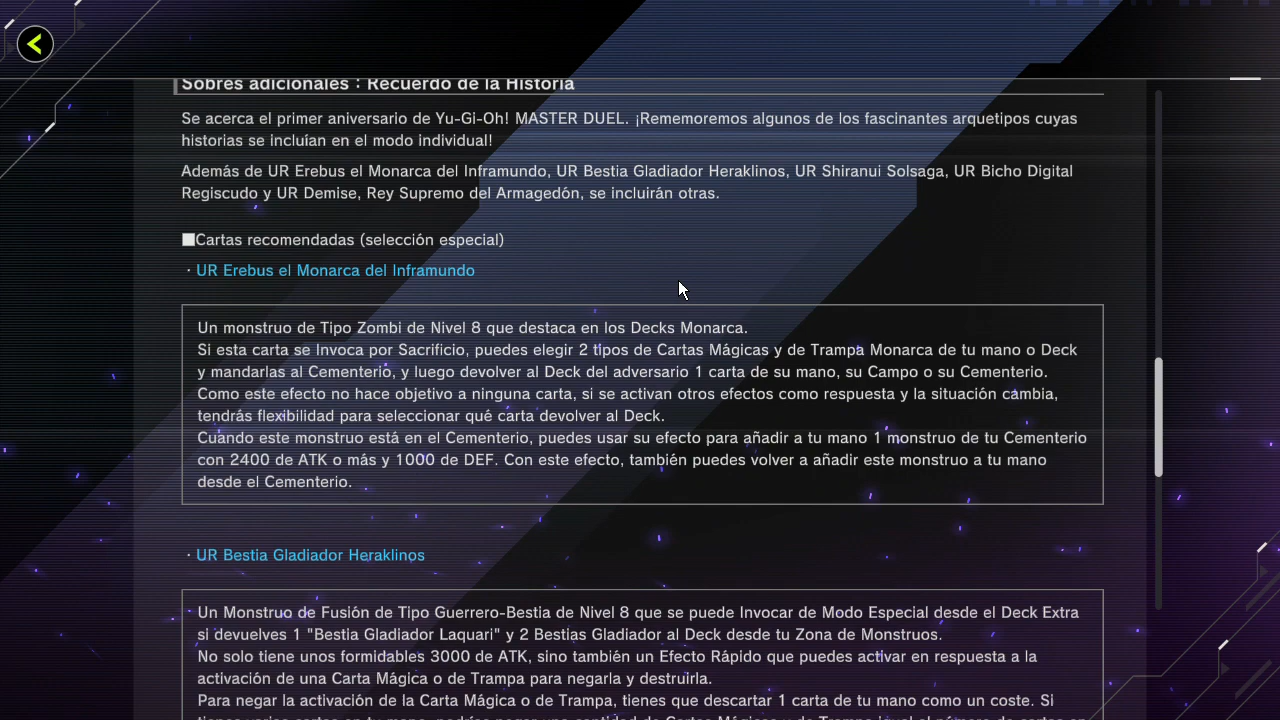 Sobres adicionales : Recuerdo de la Historia
Se acerca el primer aniversario de Yu-Gi-Oh! MASTER DUEL. ¡Rememoremos algunos de los fascinantes arquetipos cuyas
historias se incluían en el modo individual!
Además de UR Erebus el Monarca del Inframundo, UR Bestia Gladiador Heraklinos, UR Shiranui Solsaga, UR Bicho Digital
Regiscudo y UR Demise, Rey Supremo del Armagedón, se incluirán otras.
■Cartas recomendadas (selección especial)
· UR Erebus el Monarca del Inframundo
Un monstruo de Tipo Zombi de Nivel 8 que destaca en los Decks Monarca.
Si esta carta se Invoca por Sacrificio, puedes elegir 2 tipos de Cartas Mágicas y de Trampa Monarca de tu mano o Deck
y mandarlas al Cementerio, y luego devolver al Deck del adversario 1 carta de su mano, su Campo o su Cementerio.
Como este efecto no hace objetivo a ninguna carta, si se activan otros efectos como respuesta y la situación cambia,
tendrás flexibilidad para seleccionar qué carta devolver al Deck.
Cuando este monstruo está en el Cementerio, puedes usar su efecto para añadir a tu mano 1 monstruo de tu Cementerio
con 2400 de ATK o más y 1000 de DEF. Con este efecto, también puedes volver a añadir este monstruo a tu mano
desde el Cementerio.
· UR Bestia Gladiador Heraklinos
Un Monstruo de Fusión de Tipo Guerrero-Bestia de Nivel 8 que se puede Invocar de Modo Especial desde el Deck Extra
si devuelves 1 "Bestia Gladiador Laquari" y 2 Bestias Gladiador al Deck desde tu Zona de Monstruos.
No solo tiene unos formidables 3000 de ATK, sino también un Efecto Rápido que puedes activar en respuesta a la
activación de una Carta Mágica o de Trampa para negarla y destruirla.
Para negar la activación de la Carta Mágica o de Trampa, tienes que descartar 1 carta de tu mano como un coste. Si